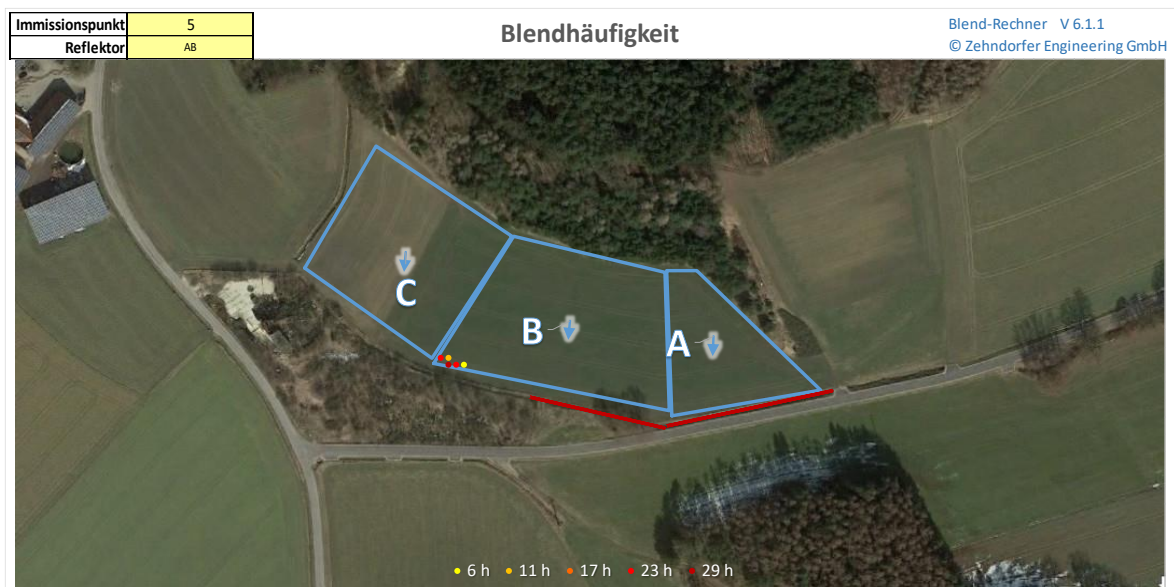 Immissionspunkt 5
Reflektor AB
Blendhäufigkeit
Blend-Rechner V 6.1.1
© Zehndorfer Engineering GmbH
C
B
A
6 h 11 h 17 h 23 h 29 h